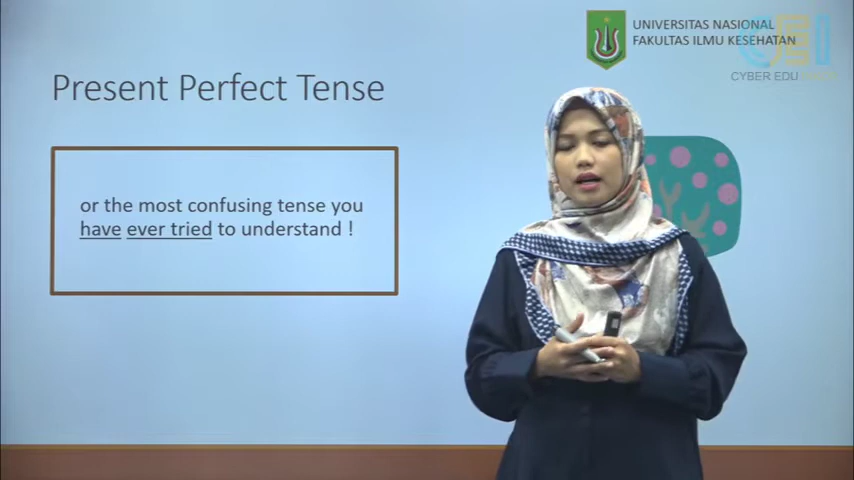 UNIVERSITAS NASIONAL
FAKULTAS ILMU KESEHATAN
CYBER EDU
Present Perfect Tense
or the most confusing tense you
have ever tried to understand !